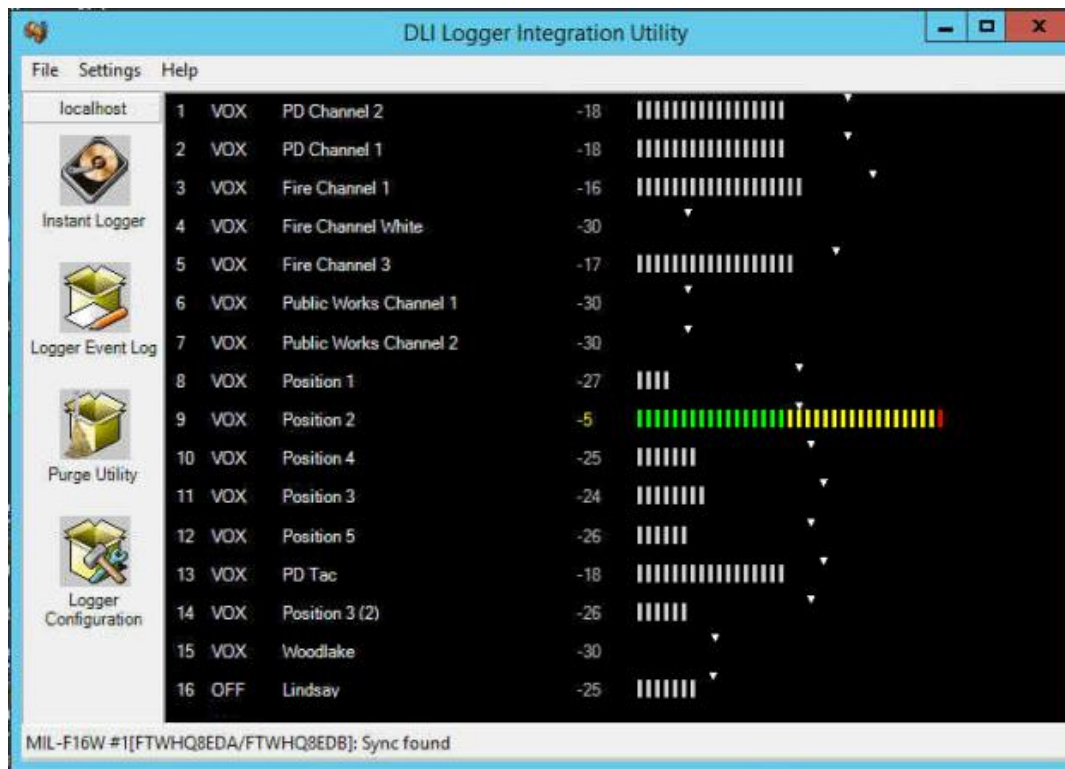 DLI Logger Integration Utility
File Settings Help
localhost
Instant Logger
Logger Event Log
Purge Utility
Logger
Configuration
1 VOX PD Channel 2 -18
2 VOX PD Channel 1 -18
3 VOX Fire Channel 1 -16
4 VOX Fire Channel White -30
5 VOX Fire Channel 3 -17
6 VOX Public Works Channel 1 -30
7 VOX Public Works Channel 2 -30
8 VOX Position 1 -27
9 VOX Position 2 -5
10 VOX Position 4 -25
11 VOX Position 3 -24
12 VOX Position 5 -26
13 VOX PD Tac -18
14 VOX Position 3 (2) -26
15 VOX Woodlake -30
16 OFF Lindsay -25
MIL-F16W #1[FTWHQ8EDA/FTWHQ8EDB]: Sync found